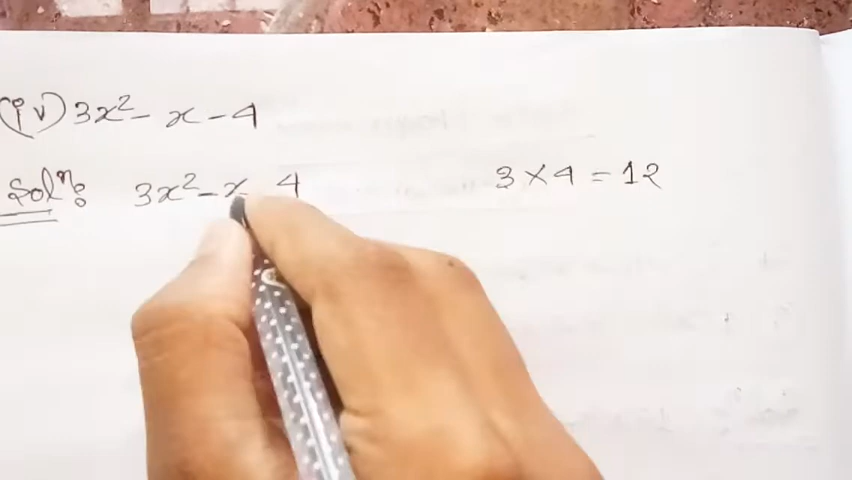 (iv) 3x² - x - 4
Solⁿ: 3x² - x - 4
3 × 4 = 12